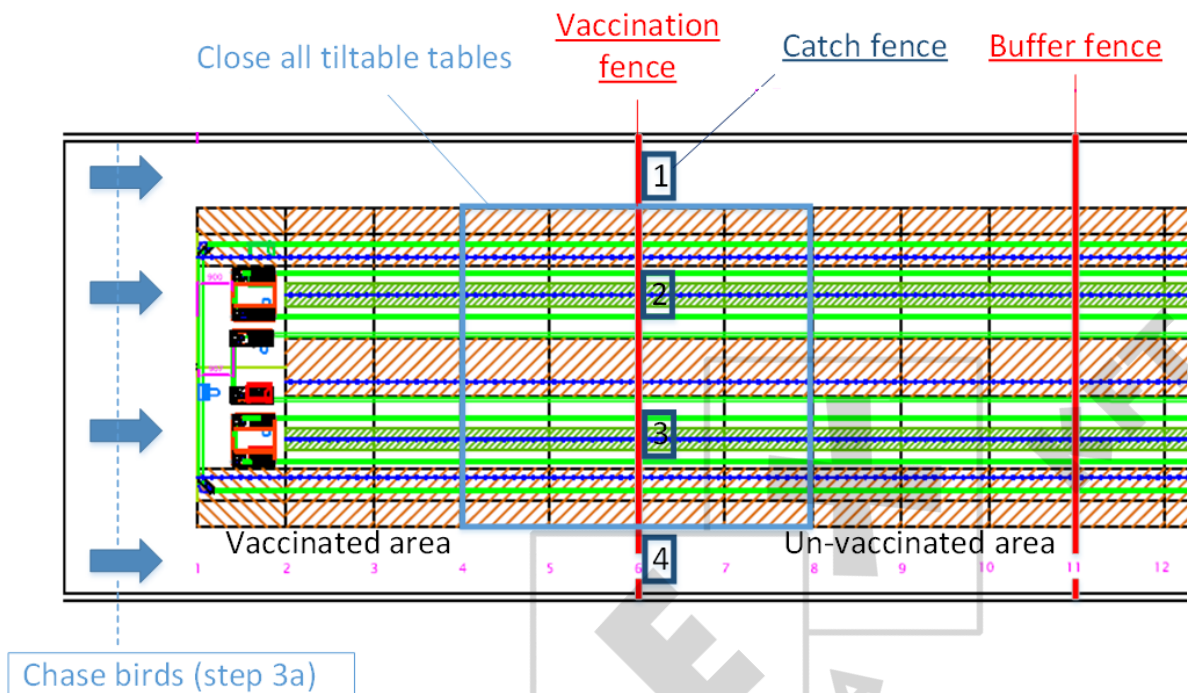 Vaccination
fence
Catch fence
Buffer fence
Close all tiltable tables
1
2
3
4
900
Vaccinated area
Un-vaccinated area
1 2 3 4 5 6 7 8 9 10 11 12
Chase birds (step 3a)